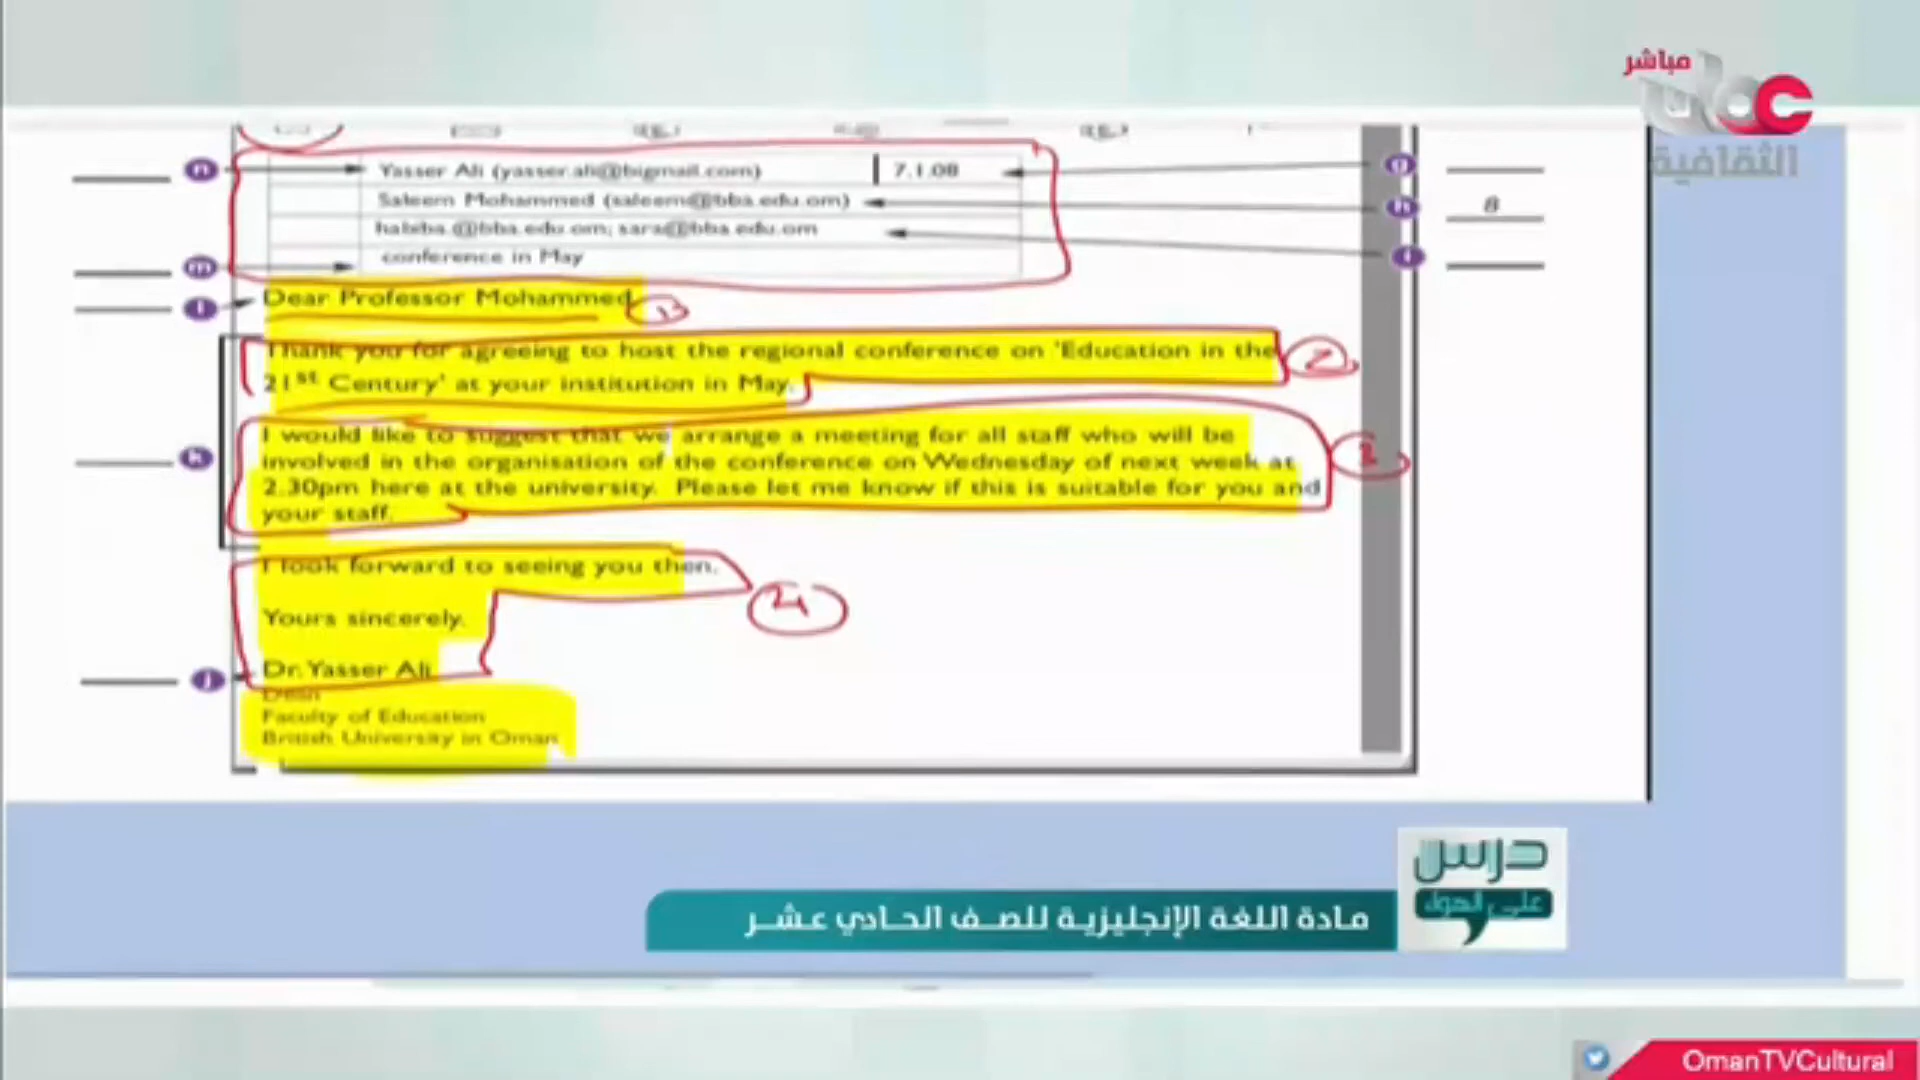 مباشر
الثقافية
n
Yasser Ali (yasser.ali@bigmail.com)
7.1.08
g
Saleem Mohammed (saleem@bba.edu.om)
h
8
habiba.@bba.edu.om; sara@bba.edu.om
i
m
conference in May
l
Dear Professor Mohammed
Thank you for agreeing to host the regional conference on 'Education in the
2
21st Century' at your institution in May.
I would like to suggest that we arrange a meeting for all staff who will be
k
involved in the organisation of the conference on Wednesday of next week at
2.30pm here at the university. Please let me know if this is suitable for you and
your staff.
I look forward to seeing you then.
4
Yours sincerely.
j
Dr. Yasser Ali
Dean
Faculty of Education
British University in Oman
درس
على الهواء
مادة اللغة الإنجليزية للصف الحادي عشر
OmanTVCultural